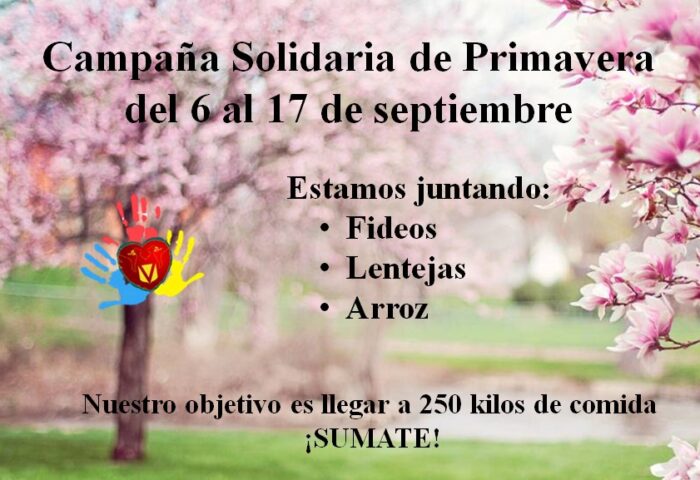 Campaña Solidaria de Primavera
del 6 al 17 de septiembre
Estamos juntando:
• Fideos
• Lentejas
• Arroz
Nuestro objetivo es llegar a 250 kilos de comida
¡SUMATE!